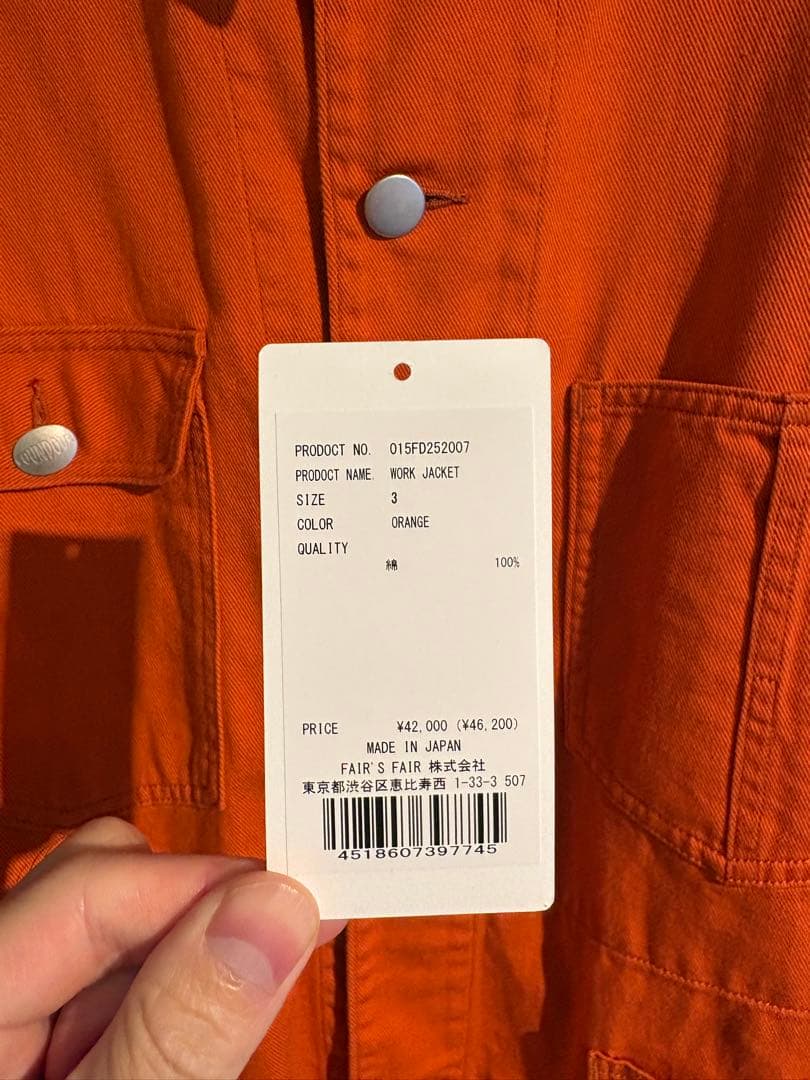 PRODOCT NO. 015FD252007
PRODOCT NAME. WORK JACKET
SIZE 3
COLOR ORANGE
QUALITY
綿 100%
PRICE ¥42,000 (¥46,200)
MADE IN JAPAN
FAIR'S FAIR 株式会社
東京都渋谷区恵比寿西 1-33-3 507
4518607397745